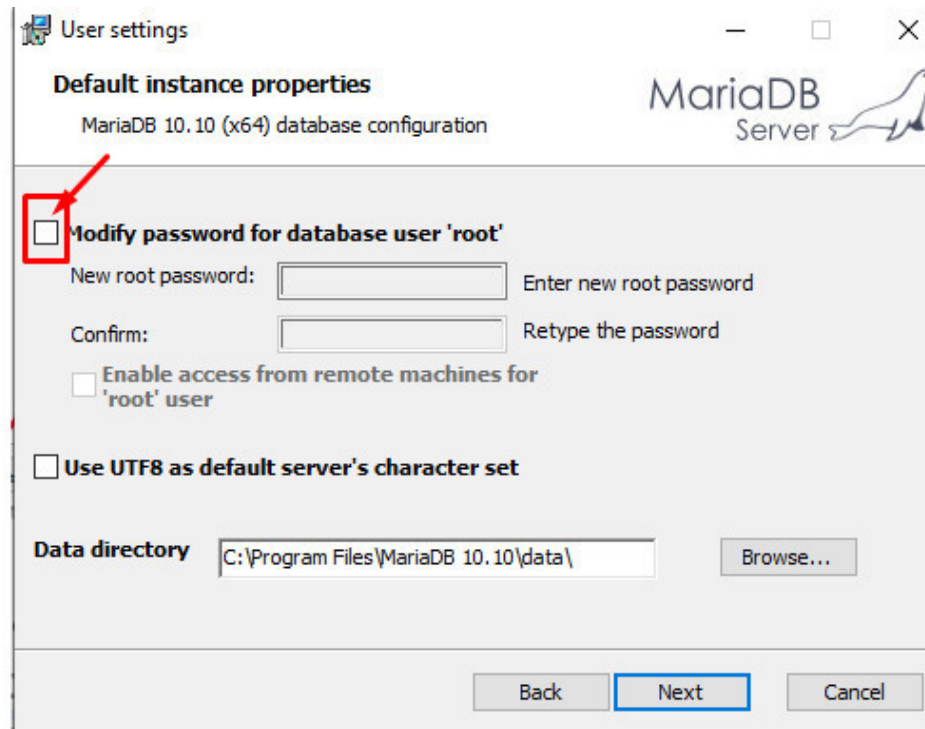 User settings
Default instance properties
MariaDB 10.10 (x64) database configuration
MariaDB
Server
Modify password for database user 'root'
New root password:
Enter new root password
Confirm:
Retype the password
Enable access from remote machines for
'root' user
Use UTF8 as default server's character set
Data directory
C:\Program Files\MariaDB 10.10\data\
Browse...
Back
Next
Cancel